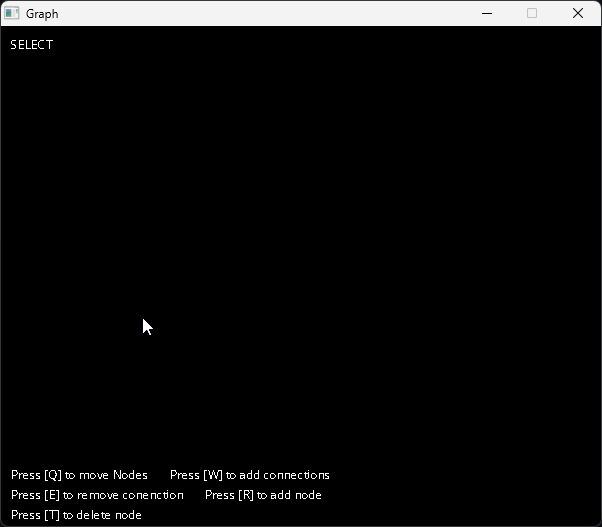 Graph
SELECT
Press [Q] to move Nodes Press [W] to add connections
Press [E] to remove conenction Press [R] to add node
Press [T] to delete node